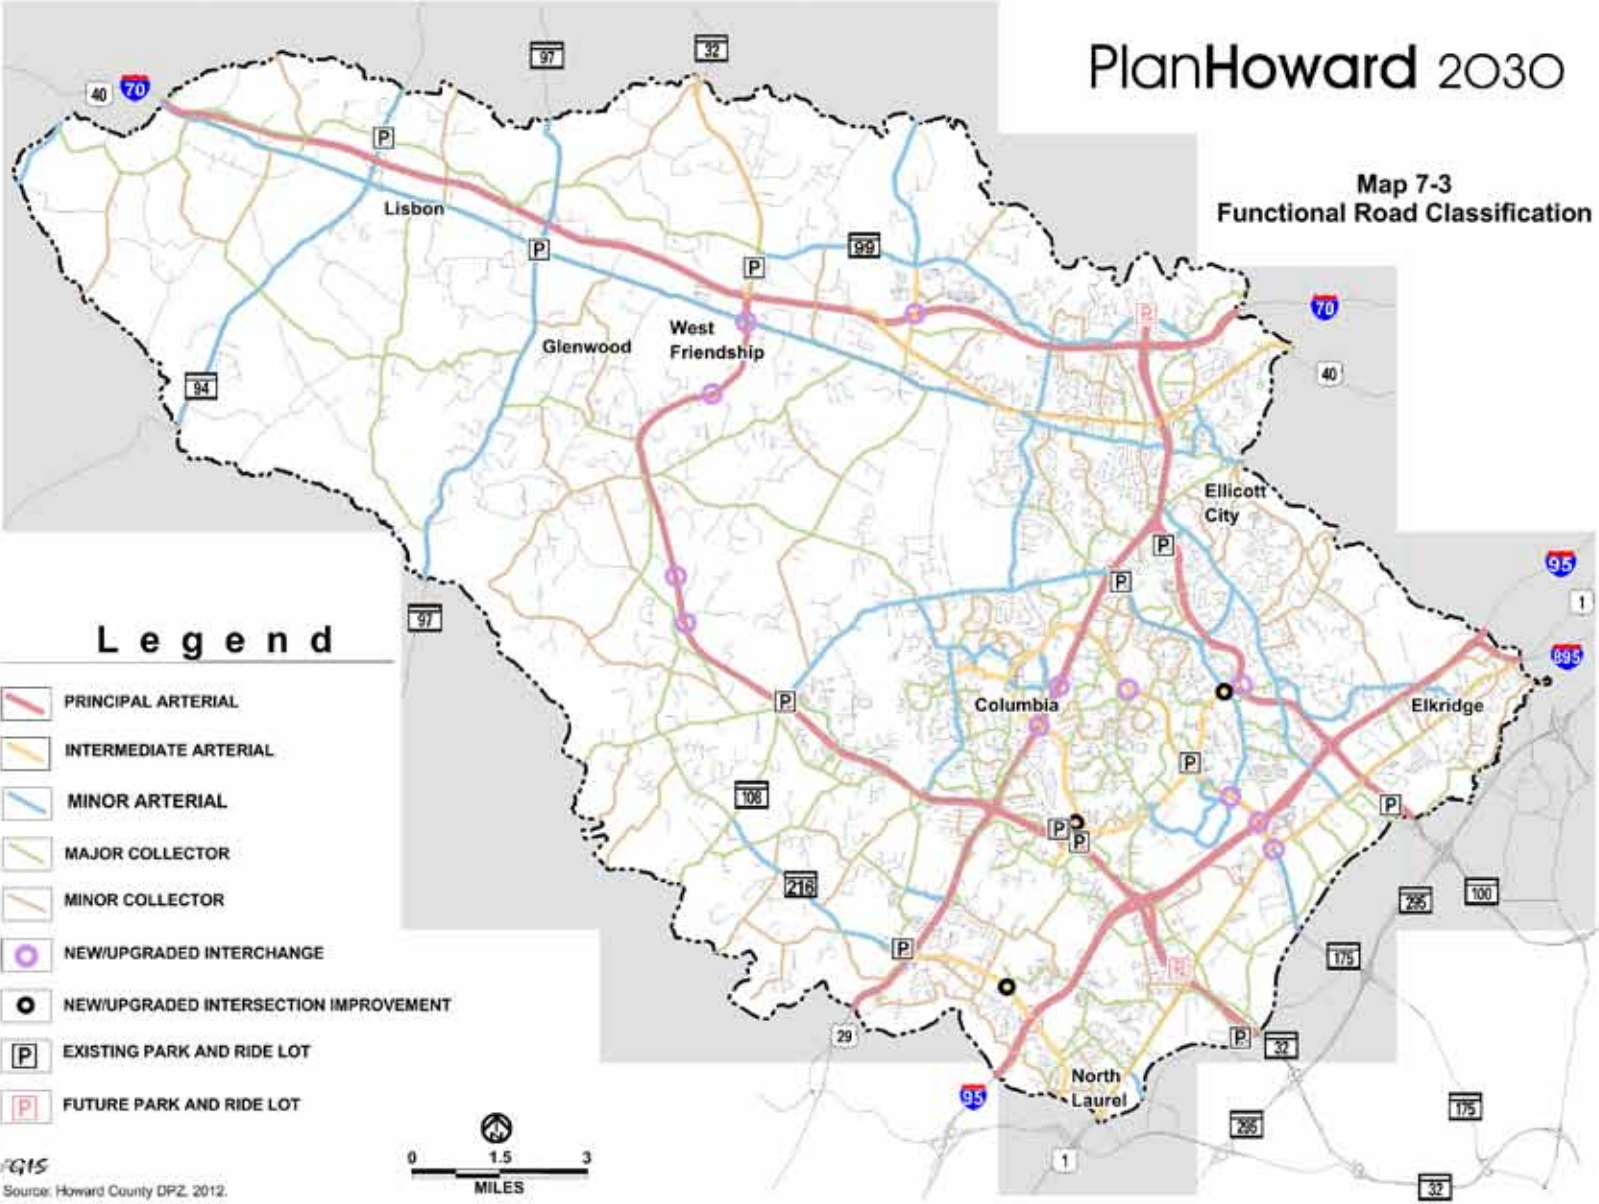 PlanHoward 2030
Map 7-3
Functional Road Classification
97
32
40
70
P
Lisbon
P
P
99
P
70
West
Friendship
Glenwood
40
94
Ellicott
City
P
P
95
1
97
895
P
Columbia
Elkridge
P
108
P
P
P
216
295
100
P
175
P
P
32
29
95
North
Laurel
295
175
1
32
Legend
PRINCIPAL ARTERIAL
INTERMEDIATE ARTERIAL
MINOR ARTERIAL
MAJOR COLLECTOR
MINOR COLLECTOR
NEW/UPGRADED INTERCHANGE
NEW/UPGRADED INTERSECTION IMPROVEMENT
P EXISTING PARK AND RIDE LOT
P FUTURE PARK AND RIDE LOT
N
0 1.5 3
MILES
GIS
Source: Howard County DPZ, 2012.